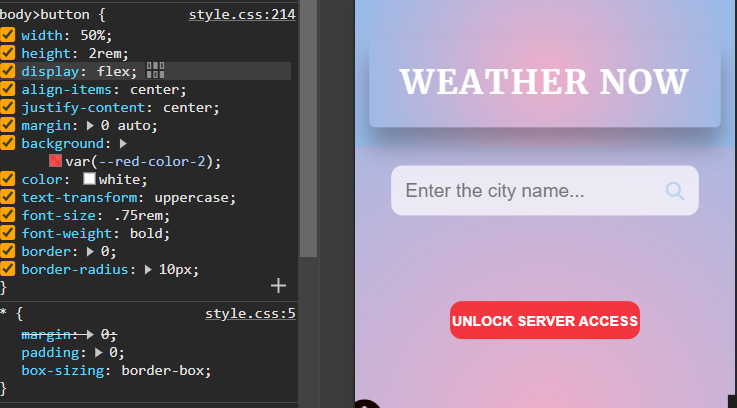 body>button {
style.css:214
width: 50%;
height: 2rem;
display: flex;
align-items: center;
justify-content: center;
margin: 0 auto;
background:
var(--red-color-2);
color: white;
text-transform: uppercase;
font-size: .75rem;
font-weight: bold;
border: 0;
border-radius: 10px;
}
* {
style.css:5
margin: 0;
padding: 0;
box-sizing: border-box;
}
WEATHER NOW
Enter the city name...
UNLOCK SERVER ACCESS